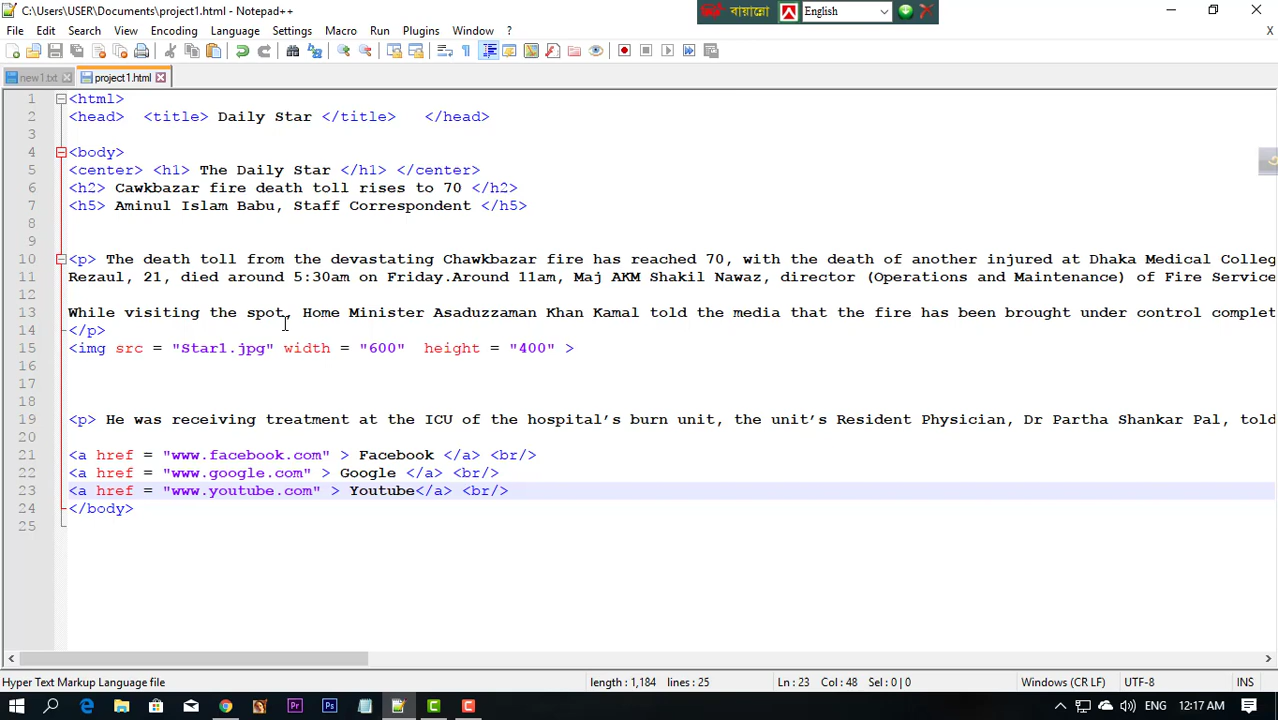 C:\Users\USER\Documents\project1.html - Notepad++
বায়ান্নো
English
File Edit Search View Encoding Language Settings Macro Run Plugins Window ? X
new1.txt project1.html
1 <html>
2 <head> <title> Daily Star </title> </head>
3
4 <body>
5 <center> <h1> The Daily Star </h1> </center>
6 <h2> Cawkbazar fire death toll rises to 70 </h2>
7 <h5> Aminul Islam Babu, Staff Correspondent </h5>
8
9
10 <p> The death toll from the devastating Chawkbazar fire has reached 70, with the death of another injured at Dhaka Medical Colleg
11 Rezaul, 21, died around 5:30am on Friday.Around 11am, Maj AKM Shakil Nawaz, director (Operations and Maintenance) of Fire Service
12
13 While visiting the spot, Home Minister Asaduzzaman Khan Kamal told the media that the fire has been brought under control complet
14 </p>
15 <img src = "Star1.jpg" width = "600" height = "400" >
16
17
18
19 <p> He was receiving treatment at the ICU of the hospital’s burn unit, the unit’s Resident Physician, Dr Partha Shankar Pal, told
20
21 <a href = "www.facebook.com" > Facebook </a> <br/>
22 <a href = "www.google.com" > Google </a> <br/>
23 <a href = "www.youtube.com" > Youtube</a> <br/>
24 </body>
25
Hyper Text Markup Language file length : 1,184 lines : 25 Ln : 23 Col : 48 Sel : 0 | 0 Windows (CR LF) UTF-8 INS
Pr Ps C C ENG 12:17 AM